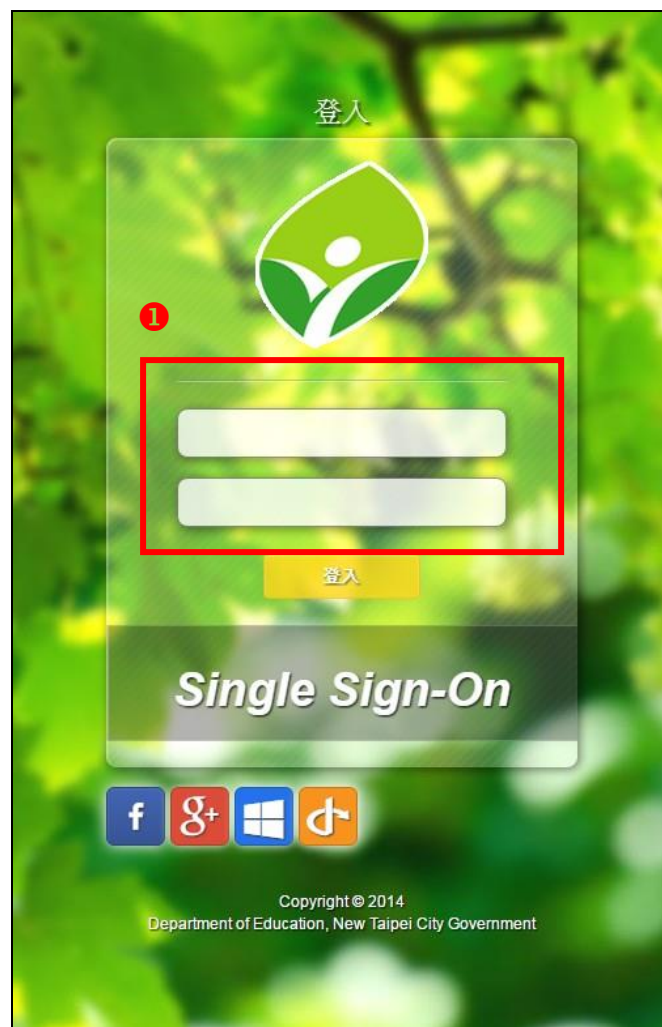 登入
❶
登入
Single Sign-On
f g+
Copyright © 2014
Department of Education, New Taipei City Government